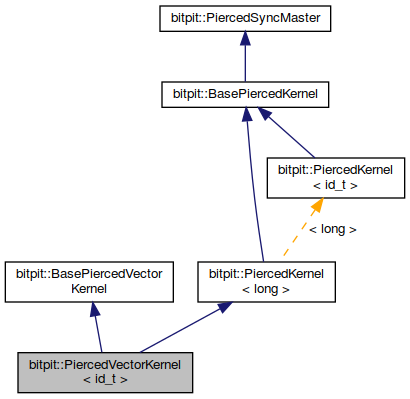 bitpit::PiercedSyncMaster
bitpit::BasePiercedKernel
bitpit::PiercedKernel
< id_t >
< long >
bitpit::BasePiercedVector
Kernel
bitpit::PiercedKernel
< long >
bitpit::PiercedVectorKernel
< id_t >